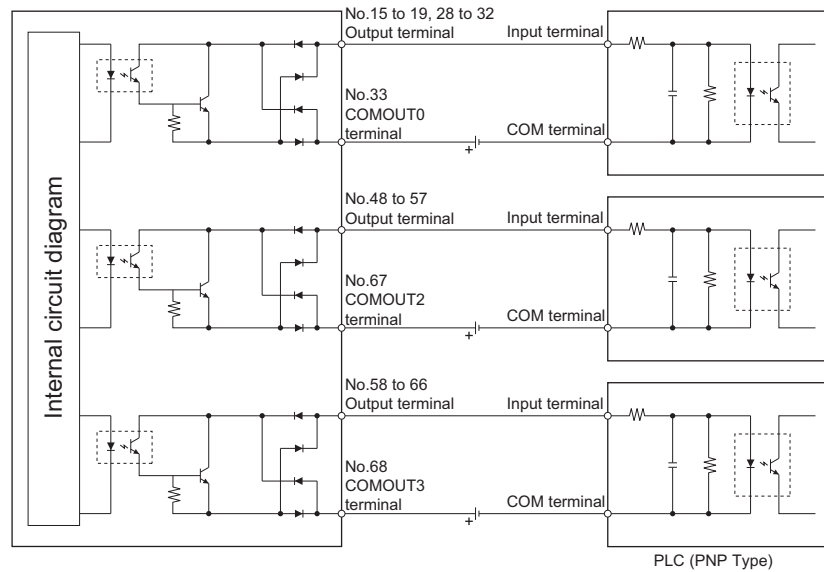 No.15 to 19, 28 to 32
Output terminal
Input terminal
No.33
COMOUT0
terminal
COM terminal
+
No.48 to 57
Output terminal
Input terminal
No.67
COMOUT2
terminal
COM terminal
+
No.58 to 66
Output terminal
Input terminal
No.68
COMOUT3
terminal
COM terminal
+
Internal circuit diagram
PLC (PNP Type)